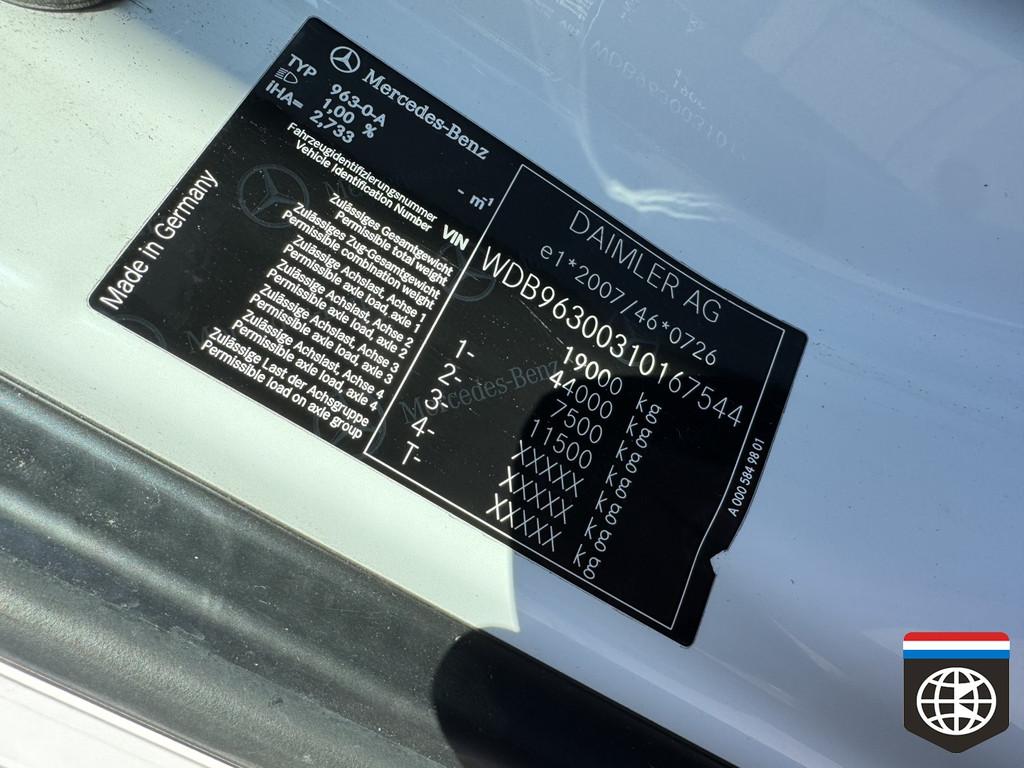 Mercedes-Benz
TYP 963-0-A
1,00 %
iHA= 2,733
- m⁻¹
Fahrzeugidentifizierungsnummer
Vehicle Identification Number VIN
Zulässiges Gesamtgewicht
Permissible total weight
Zulässiges Zug-Gesamtgewicht
Permissible combination weight
Zulässige Achslast, Achse 1
Permissible axle load, axle 1
Zulässige Achslast, Achse 2
Permissible axle load, axle 2
Zulässige Achslast, Achse 3
Permissible axle load, axle 3
Zulässige Achslast, Achse 4
Permissible axle load, axle 4
Zulässige Last der Achsgruppe
Permissible load on axle group
Made in Germany
DAIMLER AG
e1*2007/46*0726
WDB9630031O167544
19000 kg
44000 kg
1- 7500 kg
2- 11500 kg
3- XXXXX kg
4- XXXXX kg
T- XXXXX kg
A 000 584 98 01
Mercedes-Benz